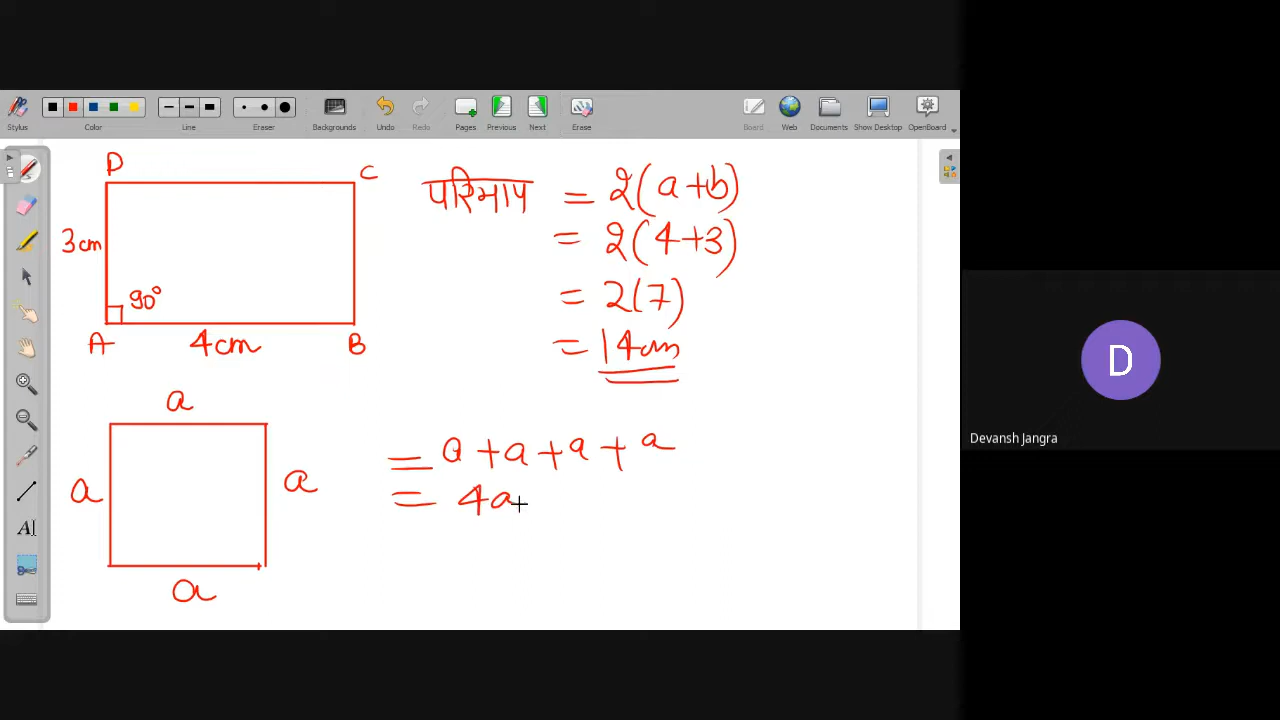 Stylus
Color
Line
Eraser
Backgrounds
Undo
Redo
Pages
Previous
Next
Erase
Board
Web
Documents
Show Desktop
OpenBoard
D
C
3cm
90°
A
4cm
B
परिमाप = 2(a+b)
= 2(4+3)
= 2(7)
= 14cm
a
a
a
a
= a+a+a+a
= 4a
A
D
Devansh Jangra